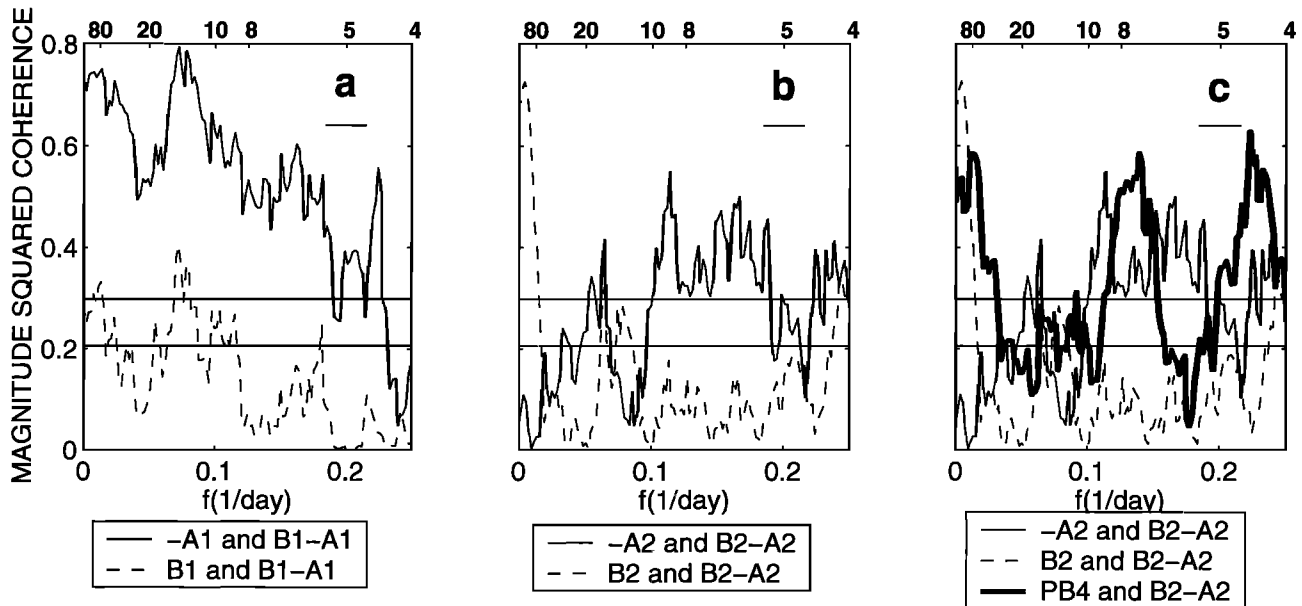 80 20 10 8 5 4
80 20 10 8 5 4
80 20 10 8 5 4
MAGNITUDE SQUARED COHERENCE
0.8
0.6
0.4
0.2
0
a
b
c
0 0.1 0.2
0 0.1 0.2
0 0.1 0.2
f(1/day)
f(1/day)
f(1/day)
-A1 and B1-A1
B1 and B1-A1
-A2 and B2-A2
B2 and B2-A2
-A2 and B2-A2
B2 and B2-A2
PB4 and B2-A2